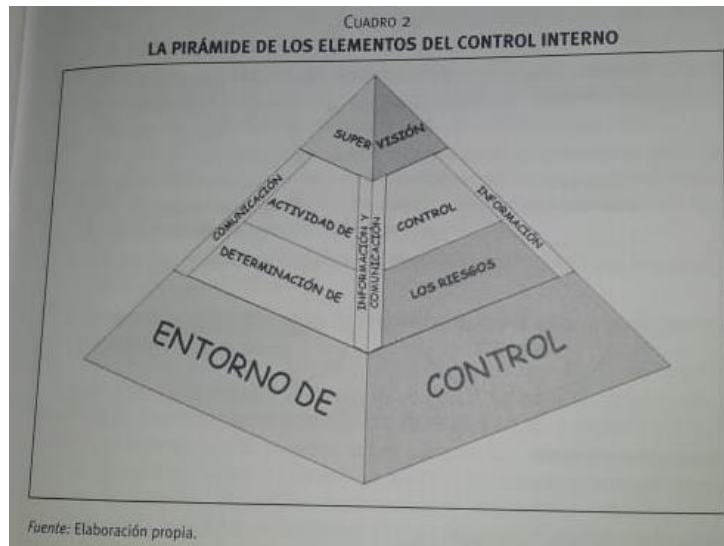 CUADRO 2
LA PIRÁMIDE DE LOS ELEMENTOS DEL CONTROL INTERNO
SUPER VISIÓN
COMUNICACIÓN
INFORMACIÓN Y
COMUNICACIÓN
INFORMACIÓN
ACTIVIDAD DE CONTROL
DETERMINACIÓN DE LOS RIESGOS
ENTORNO DE CONTROL
Fuente: Elaboración propia.